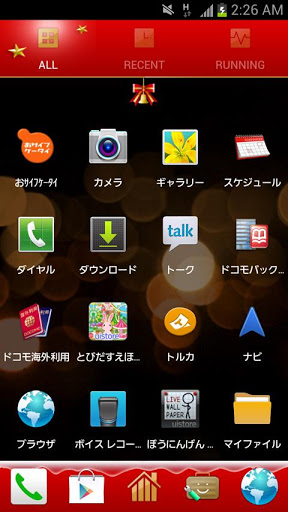 H 2:26 AM
ALL RECENT RUNNING
おサイフケータイ
おサイフケータイ カメラ ギャラリー スケジュール
talk
ダイヤル ダウンロード トーク ドコモバック…
uistore
LIVE WALL PAPER
uistore
ドコモ海外利用 とびだすえほ… トルカ ナビ
ブラウザ ボイス レコー… ぼうにんげん … マイファイル